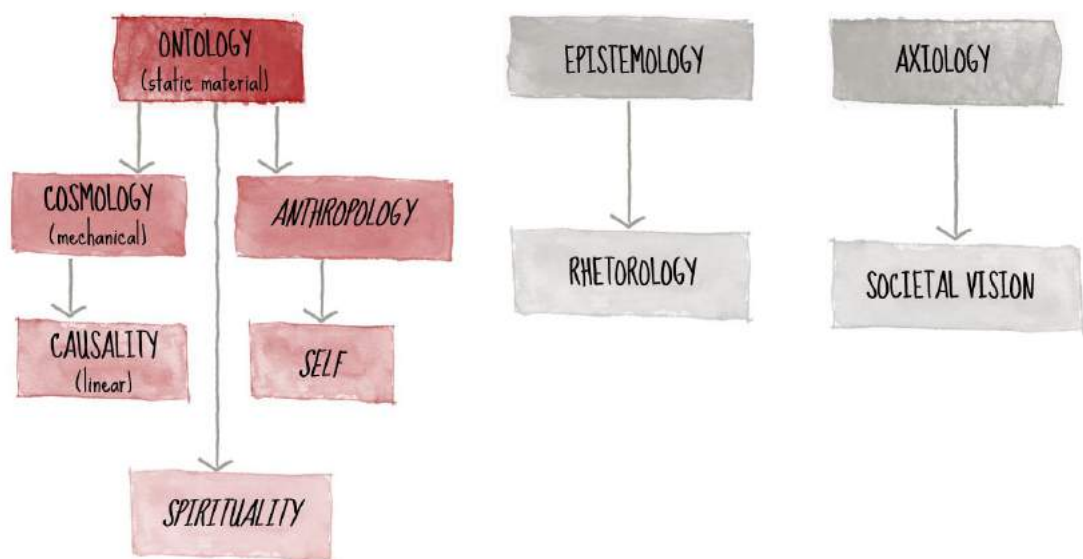 ONTOLOGY
(static material)
EPISTEMOLOGY
AXIOLOGY
COSMOLOGY
(mechanical)
ANTHROPOLOGY
RHETOROLOGY
SOCIETAL VISION
CAUSALITY
(linear)
SELF
SPIRITUALITY